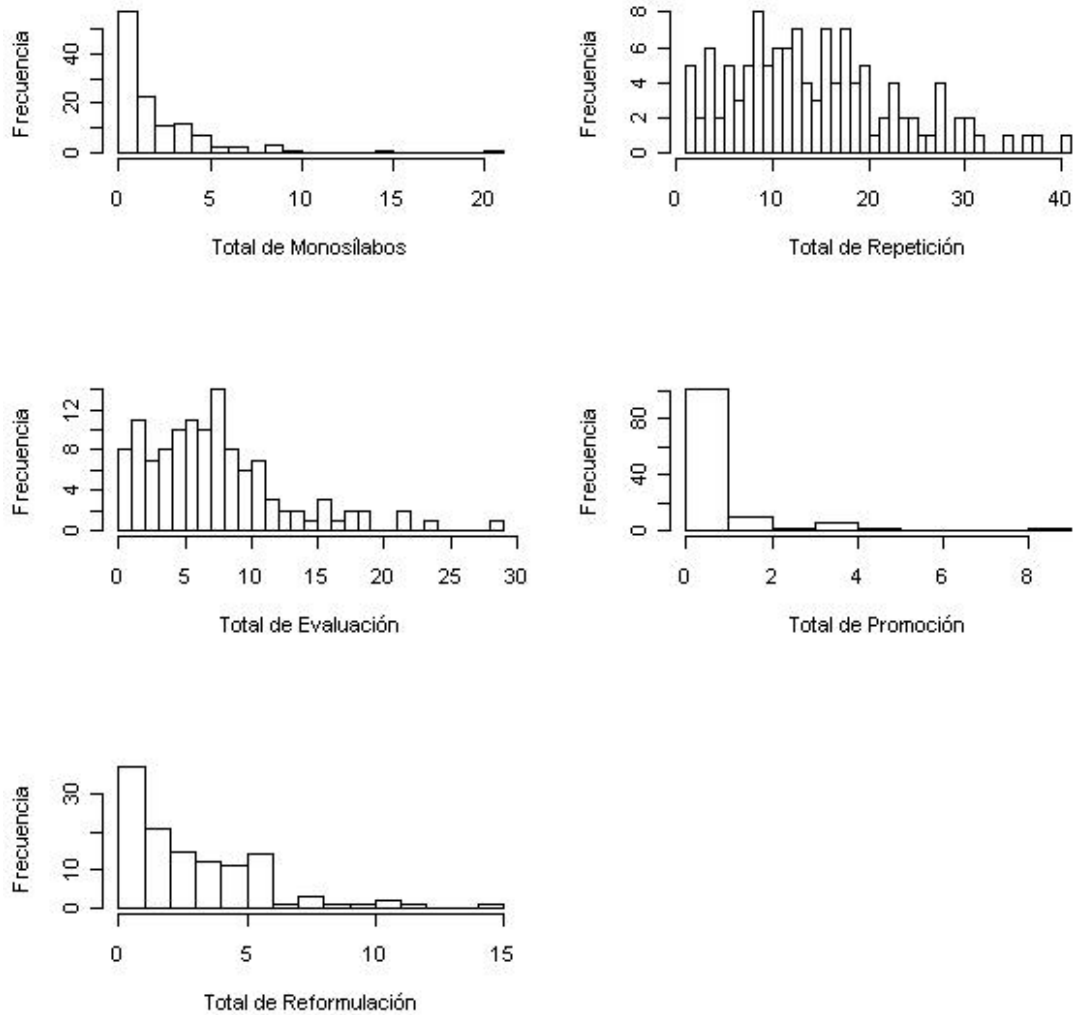 Frecuencia
0 20 40
0 5 10 15 20
Total de Monosílabos
Frecuencia
0 2 4 6 8
0 10 20 30 40
Total de Repetición
Frecuencia
0 4 8 12
0 5 10 15 20 25 30
Total de Evaluación
Frecuencia
0 40 80
0 2 4 6 8
Total de Promoción
Frecuencia
0 10 30
0 5 10 15
Total de Reformulación